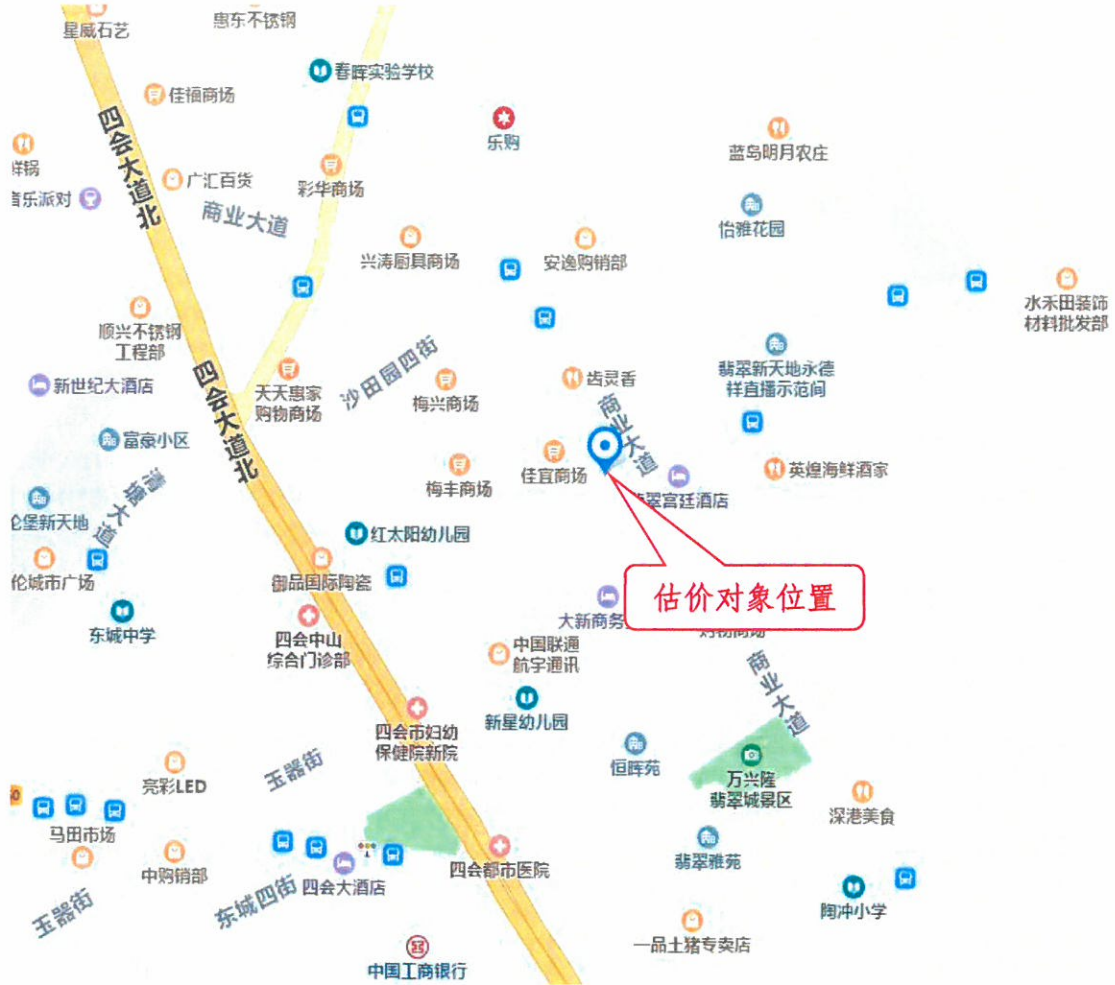 星威石艺
惠东不锈钢
春晖实验学校
佳福商场
四会大道北
乐购
蓝岛明月农庄
鲜锅
广汇百货
彩华商场
音乐派对
商业大道
怡雅花园
兴涛厨具商场
安逸购销部
水禾田装饰
材料批发部
顺兴不锈钢
工程部
新世纪大酒店
四会大道北
天天惠家
购物商场
沙田园四街
梅兴商场
齿灵香
翡翠新天地永德
祥直播示范间
商业大道
富豪小区
清塘大道
梅丰商场
佳宜商场
翠宫廷酒店
英煌海鲜酒家
伦堡新天地
红太阳幼儿园
伦城市广场
御品国际陶瓷
估价对象位置
东城中学
四会中山
综合门诊部
大新商务
购物商场
中国联通
航宇通讯
商业大道
新星幼儿园
四会市妇幼
保健院新院
恒晖苑
玉器街
万兴隆
翡翠城景区
亮彩LED
深港美食
马田市场
中购销部
四会都市医院
翡翠雅苑
玉器街
东城四街
四会大酒店
陶冲小学
一品土猪专卖店
中国工商银行